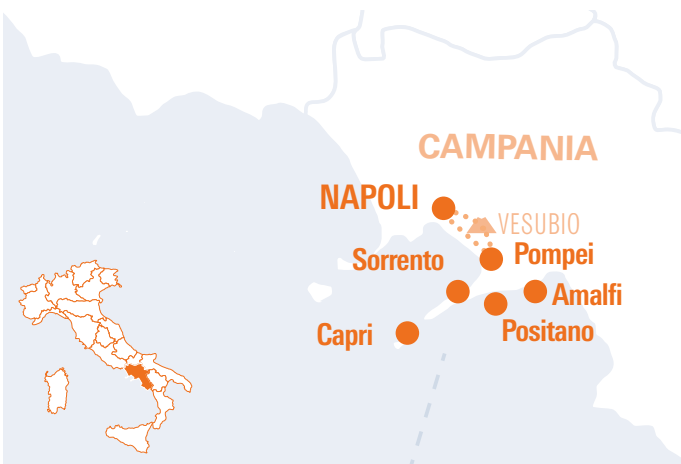 CAMPANIA
NAPOLI
VESUBIO
Pompei
Sorrento
Amalfi
Positano
Capri